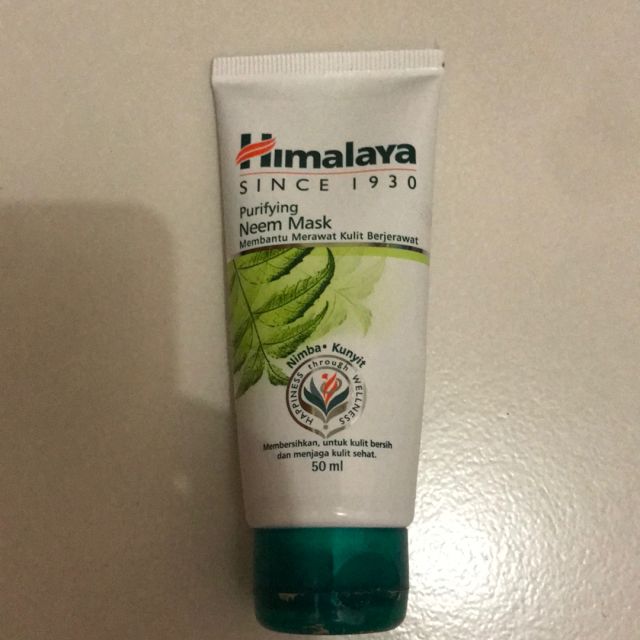 Himalaya
SINCE 1930
Purifying
Neem Mask
Membantu Merawat Kulit Berjerawat
Nimba • Kunyit
HAPPINESS through WELLNESS
Membersihkan, untuk kulit bersih
dan menjaga kulit sehat.
50 ml